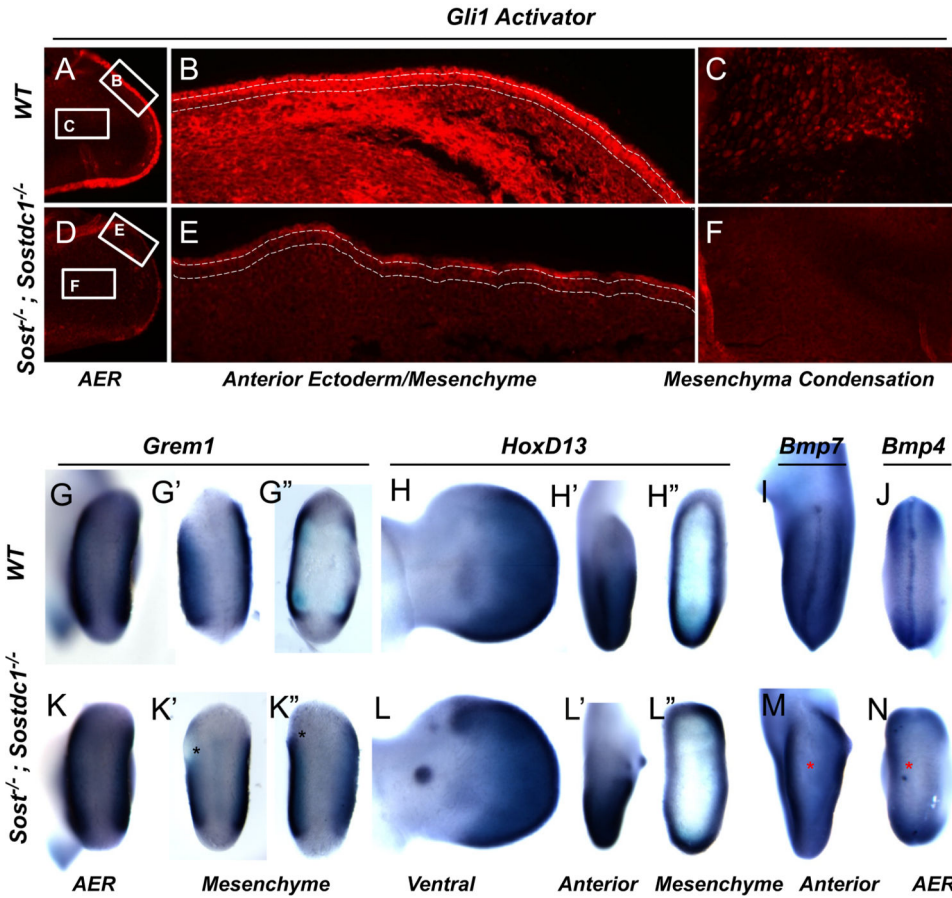 Gli1 Activator
WT
A
B
C
B
C
Sost-/- ; Sostdc1-/-
D
E
F
E
F
AER
Anterior Ectoderm/Mesenchyme
Mesenchyma Condensation
Grem1
HoxD13
Bmp7
Bmp4
WT
G
G'
G"
H
H'
H"
I
J
Sost-/- ; Sostdc1-/-
K
K'
K"
L
L'
L"
M
N
*
*
*
*
AER
Mesenchyme
Ventral
Anterior
Mesenchyme
Anterior
AER